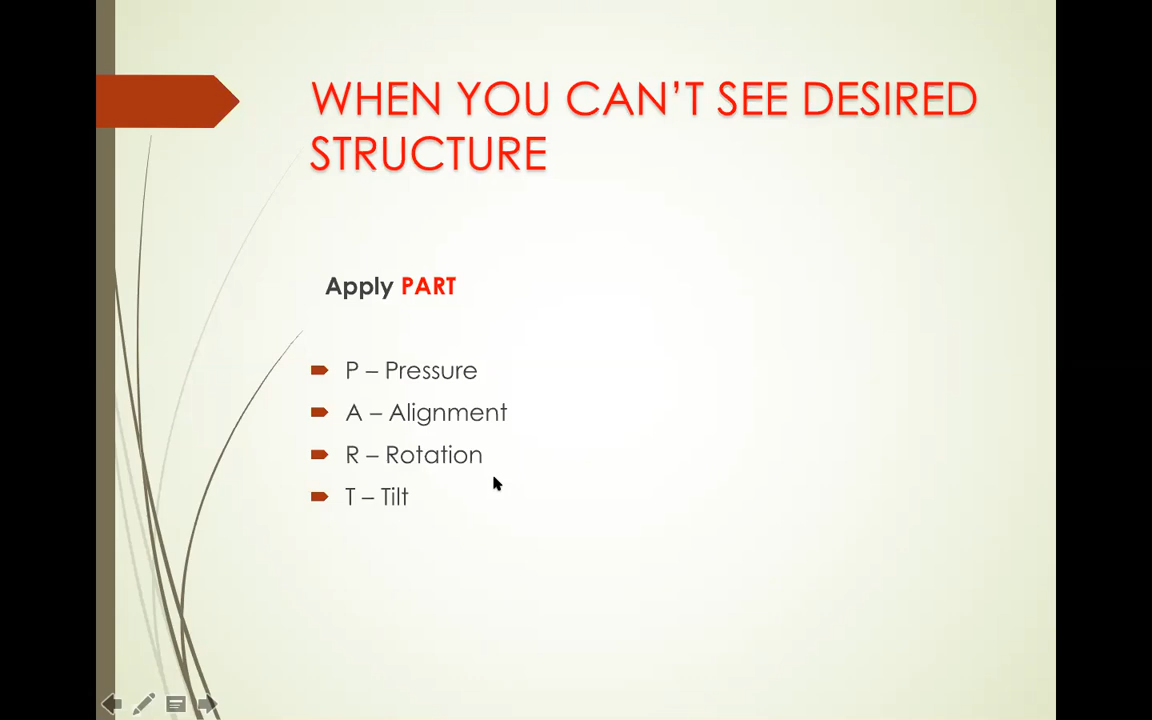 WHEN YOU CAN’T SEE DESIRED
STRUCTURE
Apply PART
P – Pressure
A – Alignment
R – Rotation
T – Tilt